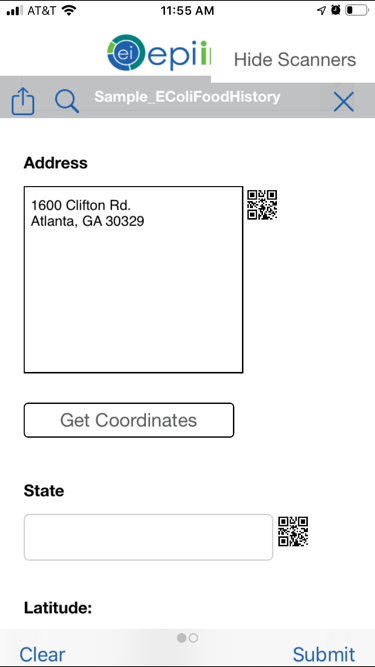 AT&T
11:55 AM
ei epii
Hide Scanners
Sample_EColiFoodHistory
Address
1600 Clifton Rd.
Atlanta, GA 30329
Get Coordinates
State
Latitude:
Clear
Submit